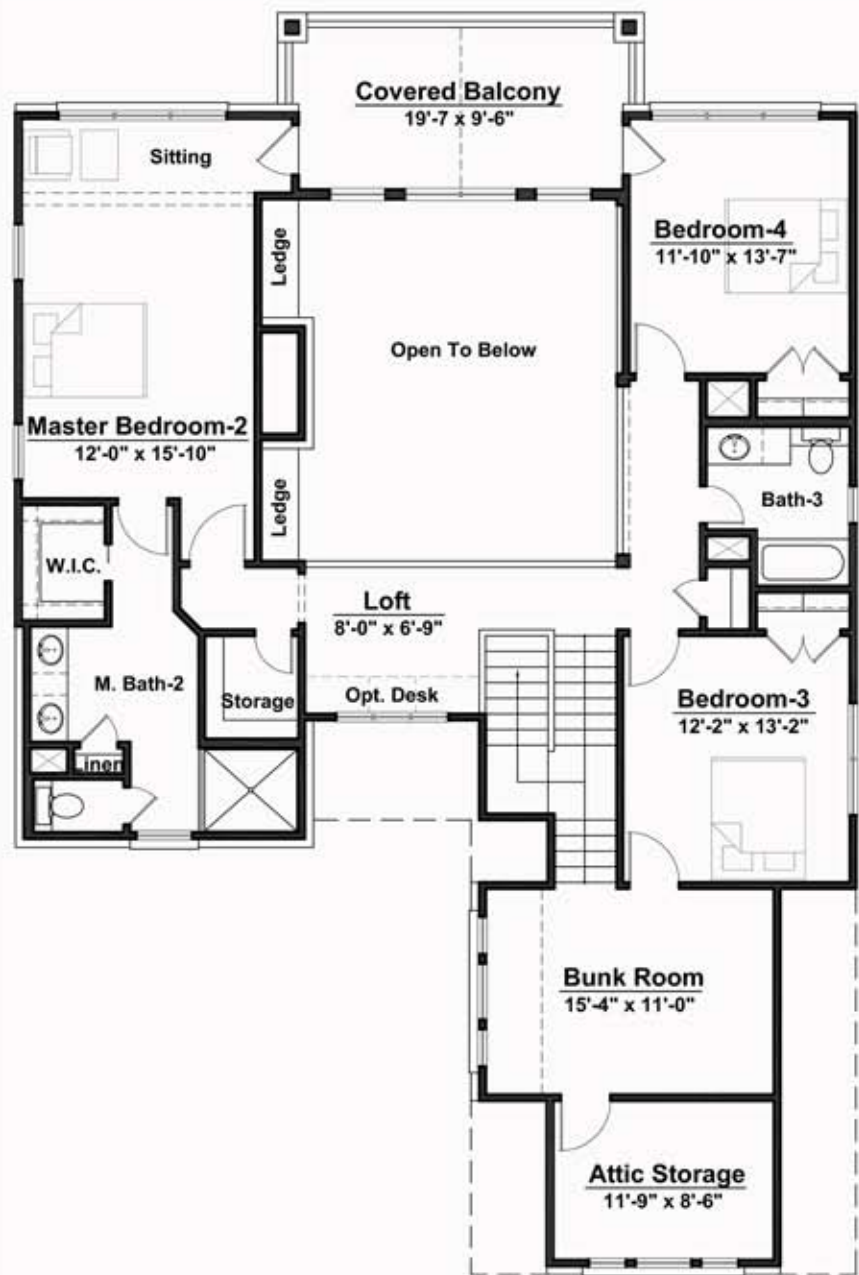 Covered Balcony
19'-7 x 9'-6"
Sitting
Ledge
Bedroom-4
11'-10" x 13'-7"
Open To Below
Master Bedroom-2
12'-0" x 15'-10"
Ledge
Bath-3
W.I.C.
Loft
8'-0" x 6'-9"
M. Bath-2
Storage
Opt. Desk
Bedroom-3
12'-2" x 13'-2"
Linen
Bunk Room
15'-4" x 11'-0"
Attic Storage
11'-9" x 8'-6"